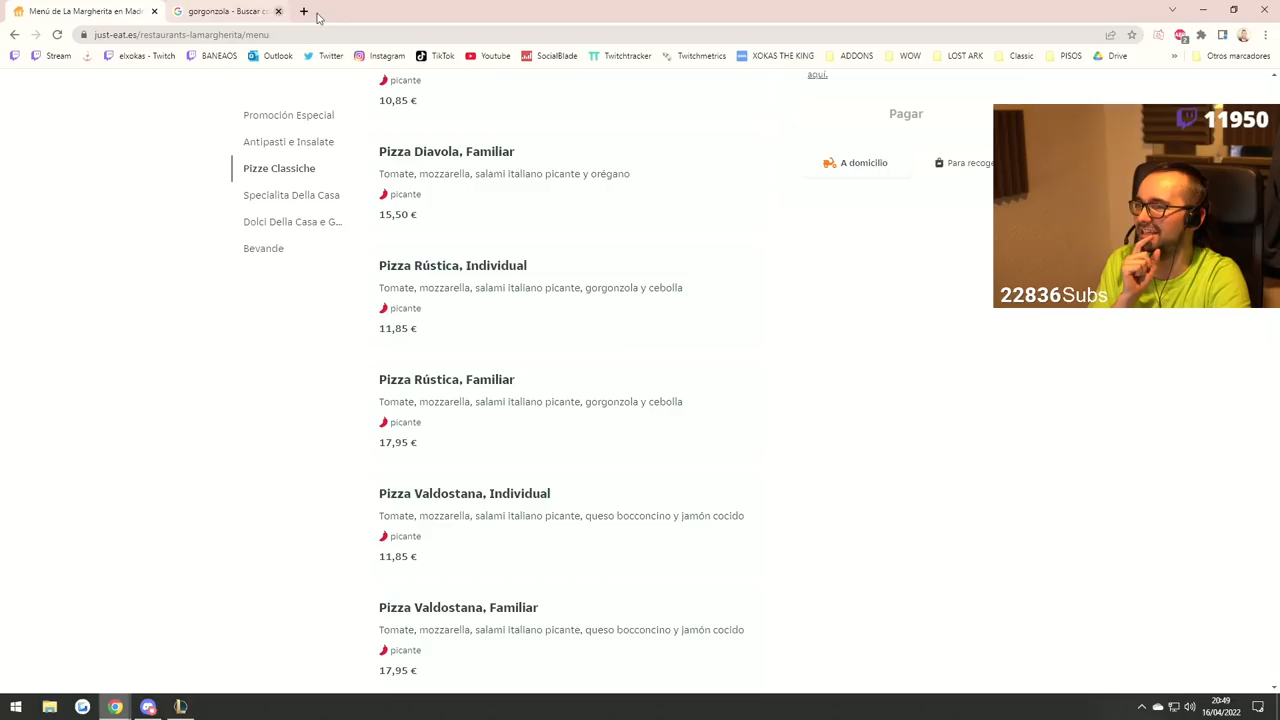 Menú de La Margherita en Madr
gorgonzola - Buscar co
just-eat.es/restaurants-lamargherita/menu
Stream
elxokas - Twitch
BANEAOS
Outlook
Twitter
Instagram
TikTok
Youtube
SocialBlade
Twitchtracker
Twitchmetrics
XOKAS THE KING
ADDONS
WOW
LOST ARK
Classic
PISOS
Drive
»
Otros marcadores
picante
10,85 €
aquí.
Pagar
A domicilio
Para recoge
11950
22836Subs
Promoción Especial
Antipasti e Insalate
Pizze Classiche
Specialita Della Casa
Dolci Della Casa e G...
Bevande
Pizza Diavola, Familiar
Tomate, mozzarella, salami italiano picante y orégano
picante
15,50 €
Pizza Rústica, Individual
Tomate, mozzarella, salami italiano picante, gorgonzola y cebolla
picante
11,85 €
Pizza Rústica, Familiar
Tomate, mozzarella, salami italiano picante, gorgonzola y cebolla
picante
17,95 €
Pizza Valdostana, Individual
Tomate, mozzarella, salami italiano picante, queso bocconcino y jamón cocido
picante
11,85 €
Pizza Valdostana, Familiar
Tomate, mozzarella, salami italiano picante, queso bocconcino y jamón cocido
picante
17,95 €
20:49
16/04/2022